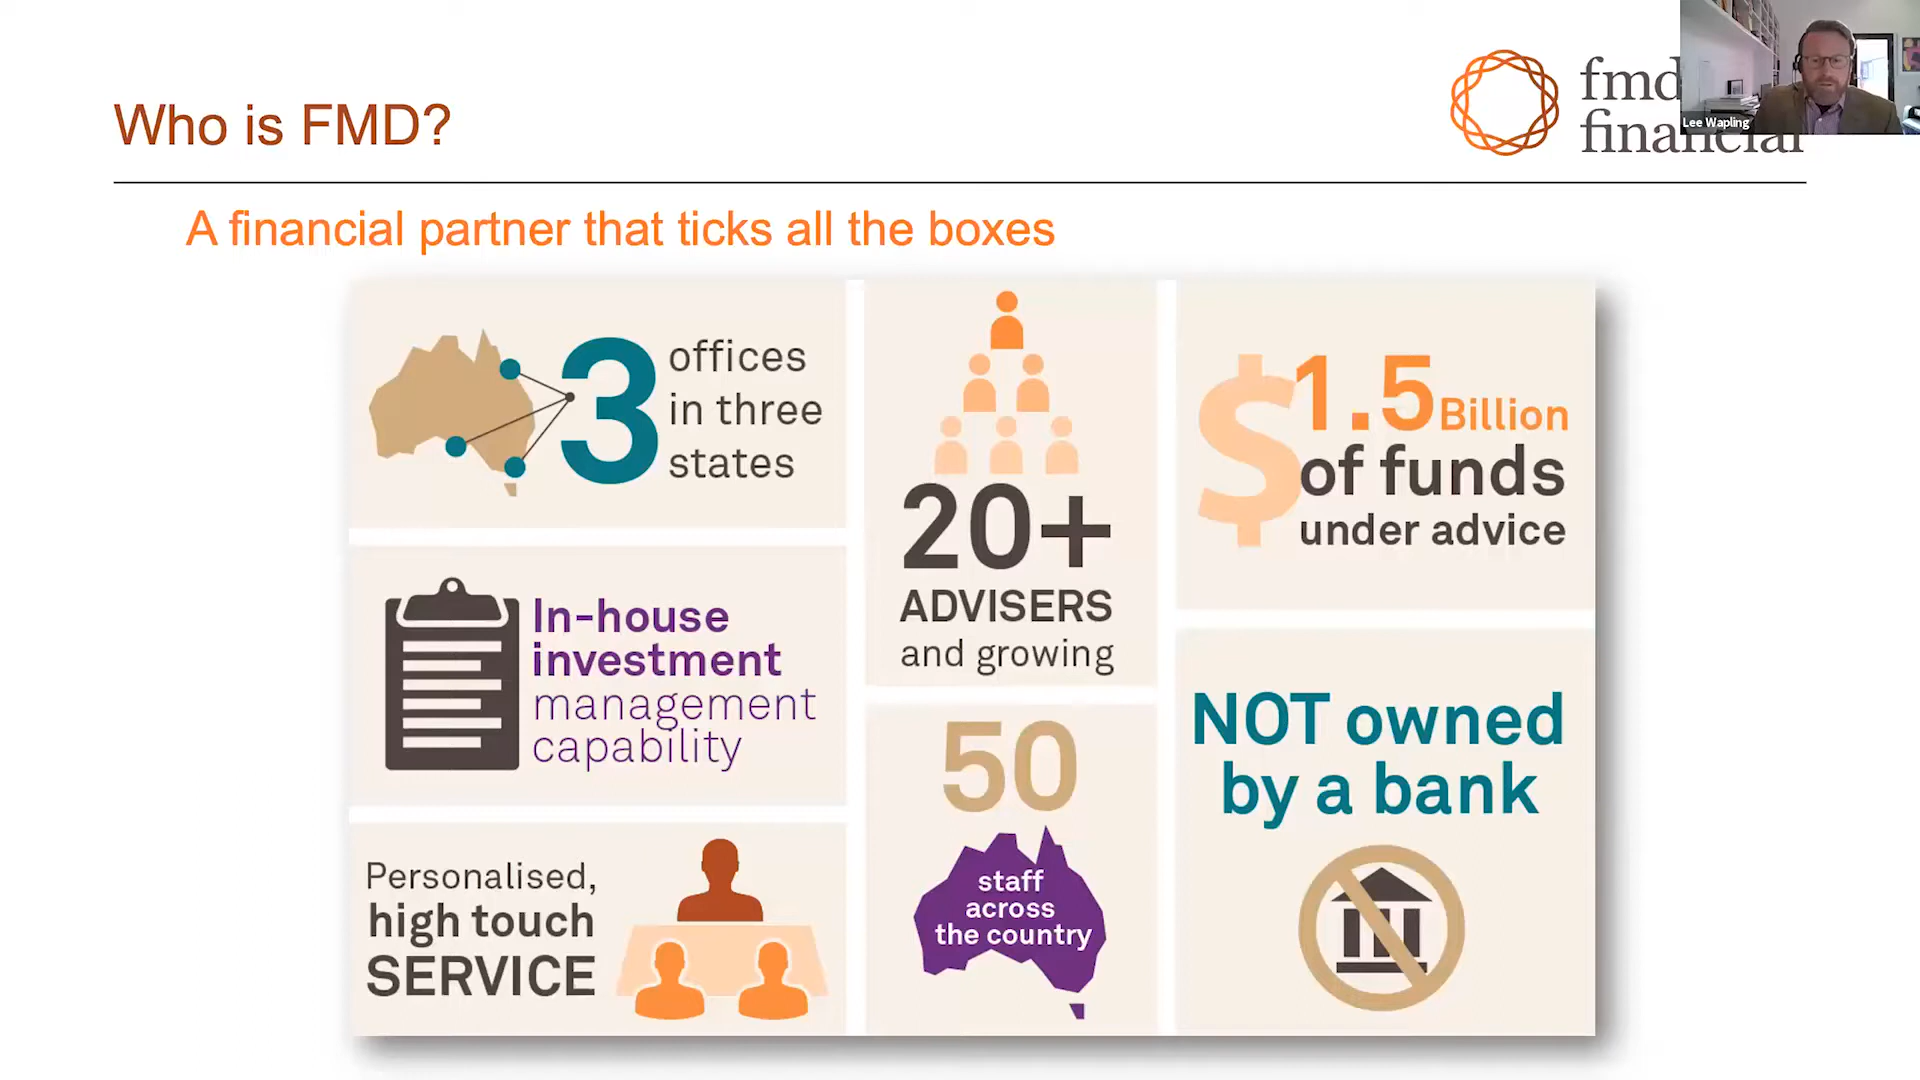 Who is FMD?
fmd
financial
Lee Wapling
A financial partner that ticks all the boxes
3 offices
in three
states
20+
ADVISERS
and growing
$1.5 Billion
of funds
under advice
In-house
investment
management
capability
50
staff
across
the country
NOT owned
by a bank
Personalised,
high touch
SERVICE